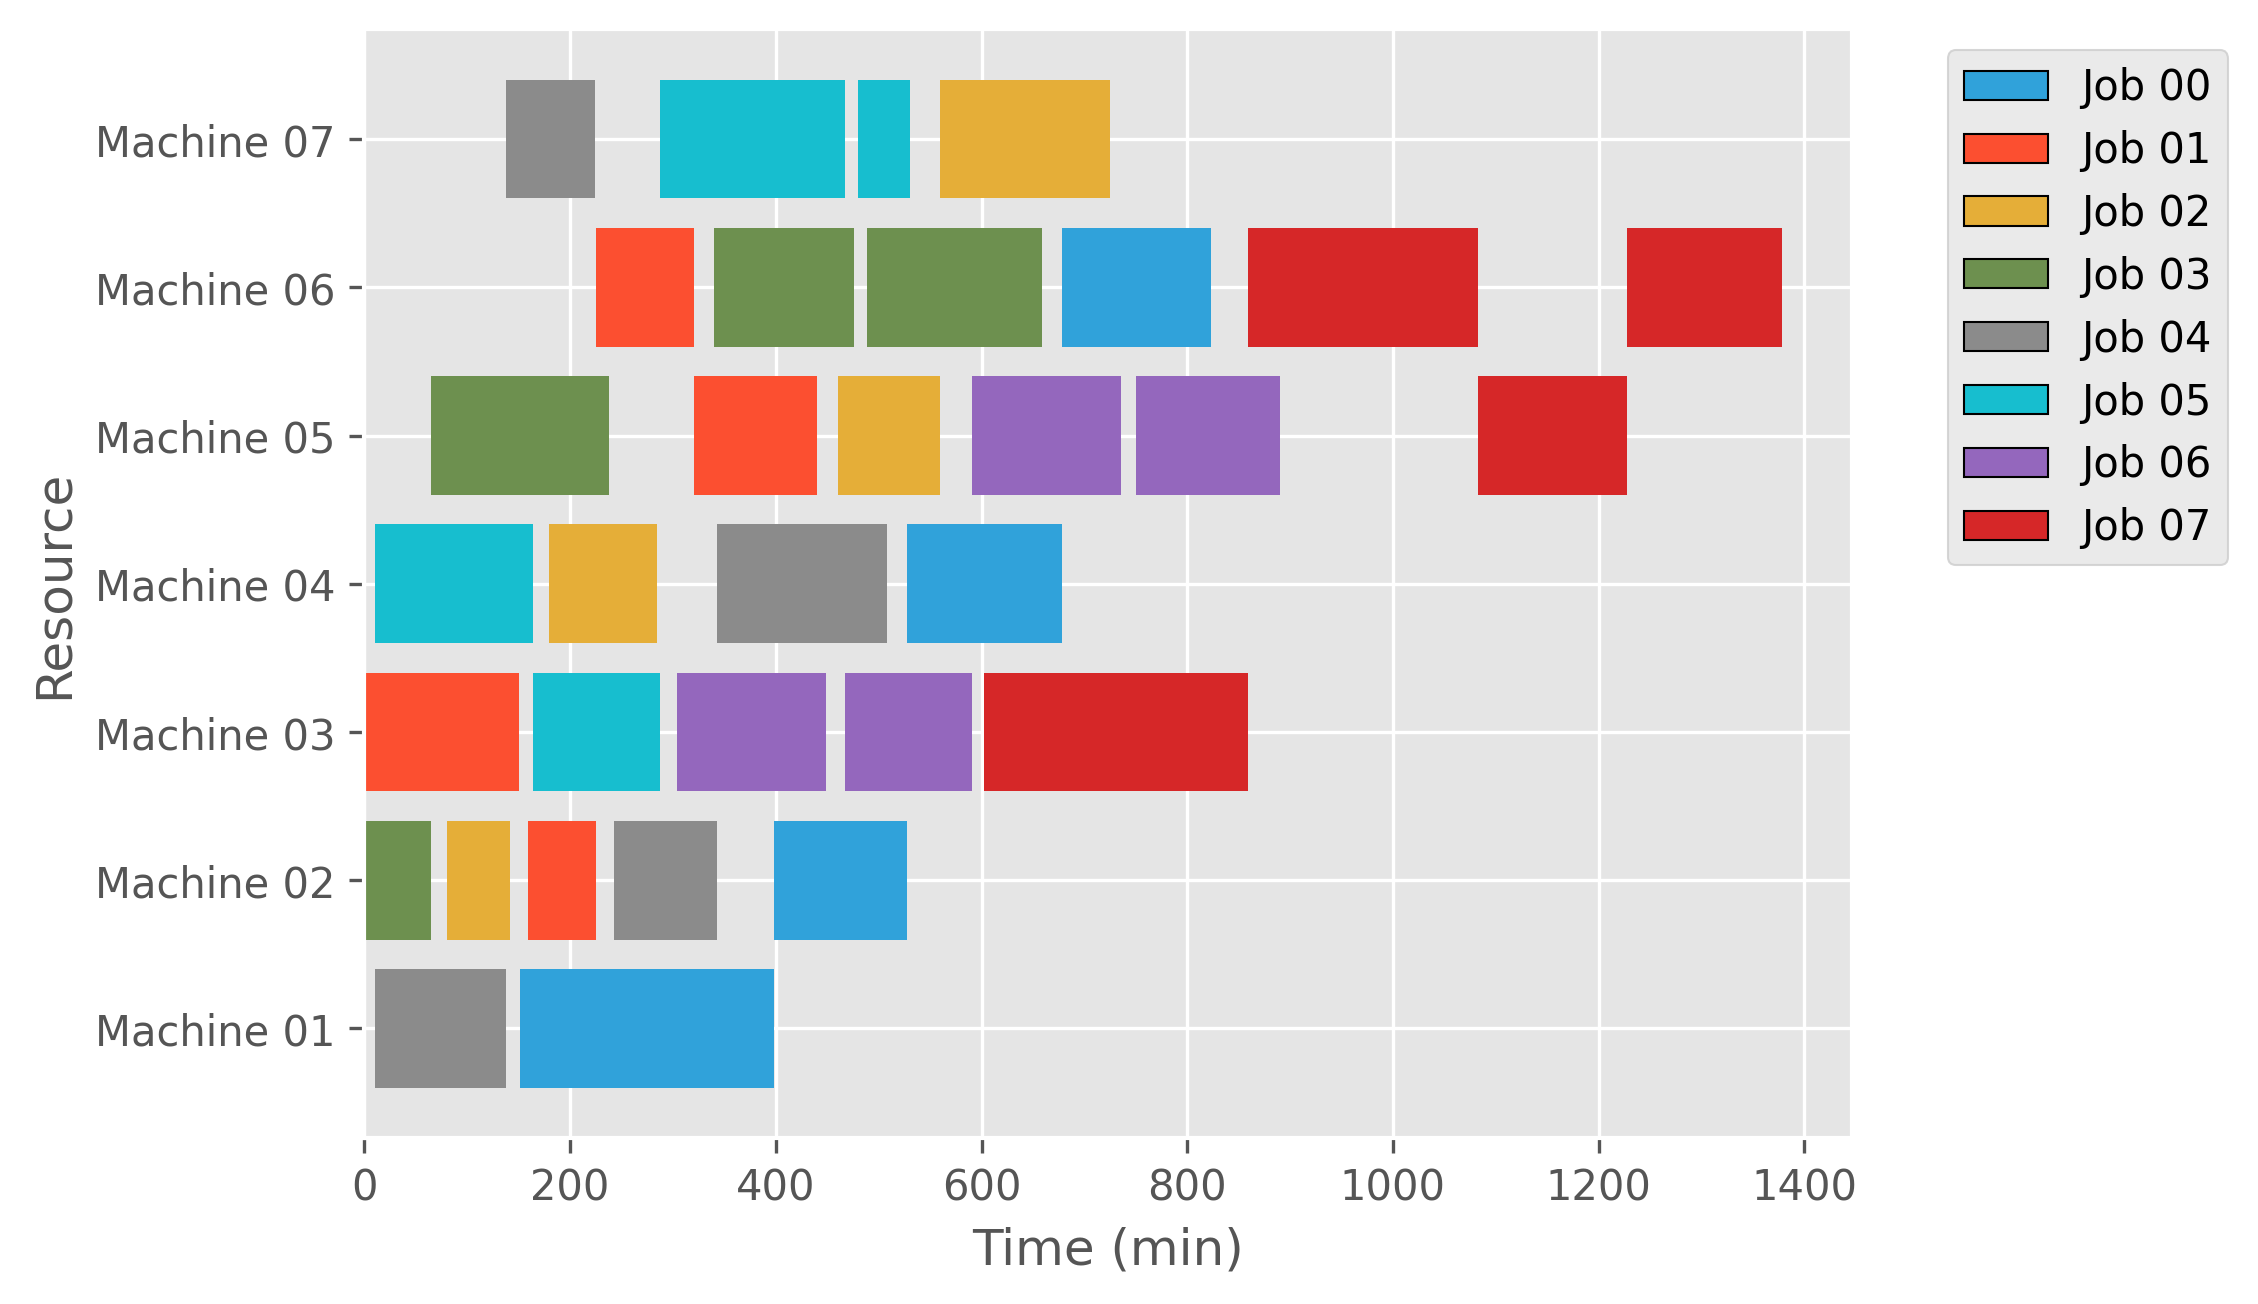 Machine 07
Machine 06
Machine 05
Machine 04
Machine 03
Machine 02
Machine 01
Resource
0 200 400 600 800 1000 1200 1400
Time (min)
Job 00
Job 01
Job 02
Job 03
Job 04
Job 05
Job 06
Job 07